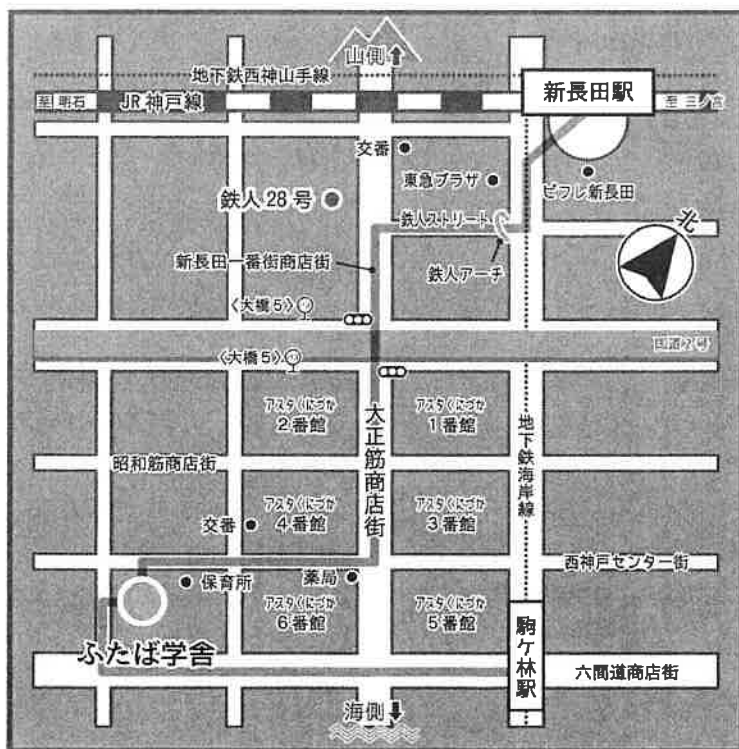 山側
地下鉄西神山手線
新長田駅
至 明石
JR神戸線
至 三ノ宮
交番
東急プラザ
ピフレ新長田
鉄人28号
鉄人ストリート
北
新長田一番街商店街
鉄人アーチ
〈大橋5〉
国道2号
〈大橋5〉
アスタくにづか
2番館
アスタくにづか
1番館
大正筋商店街
地下鉄海岸線
昭和筋商店街
アスタくにづか
4番館
アスタくにづか
3番館
交番
西神戸センター街
保育所
薬局
アスタくにづか
6番館
アスタくにづか
5番館
駒ケ林駅
ふたば学舎
六間道商店街
海側